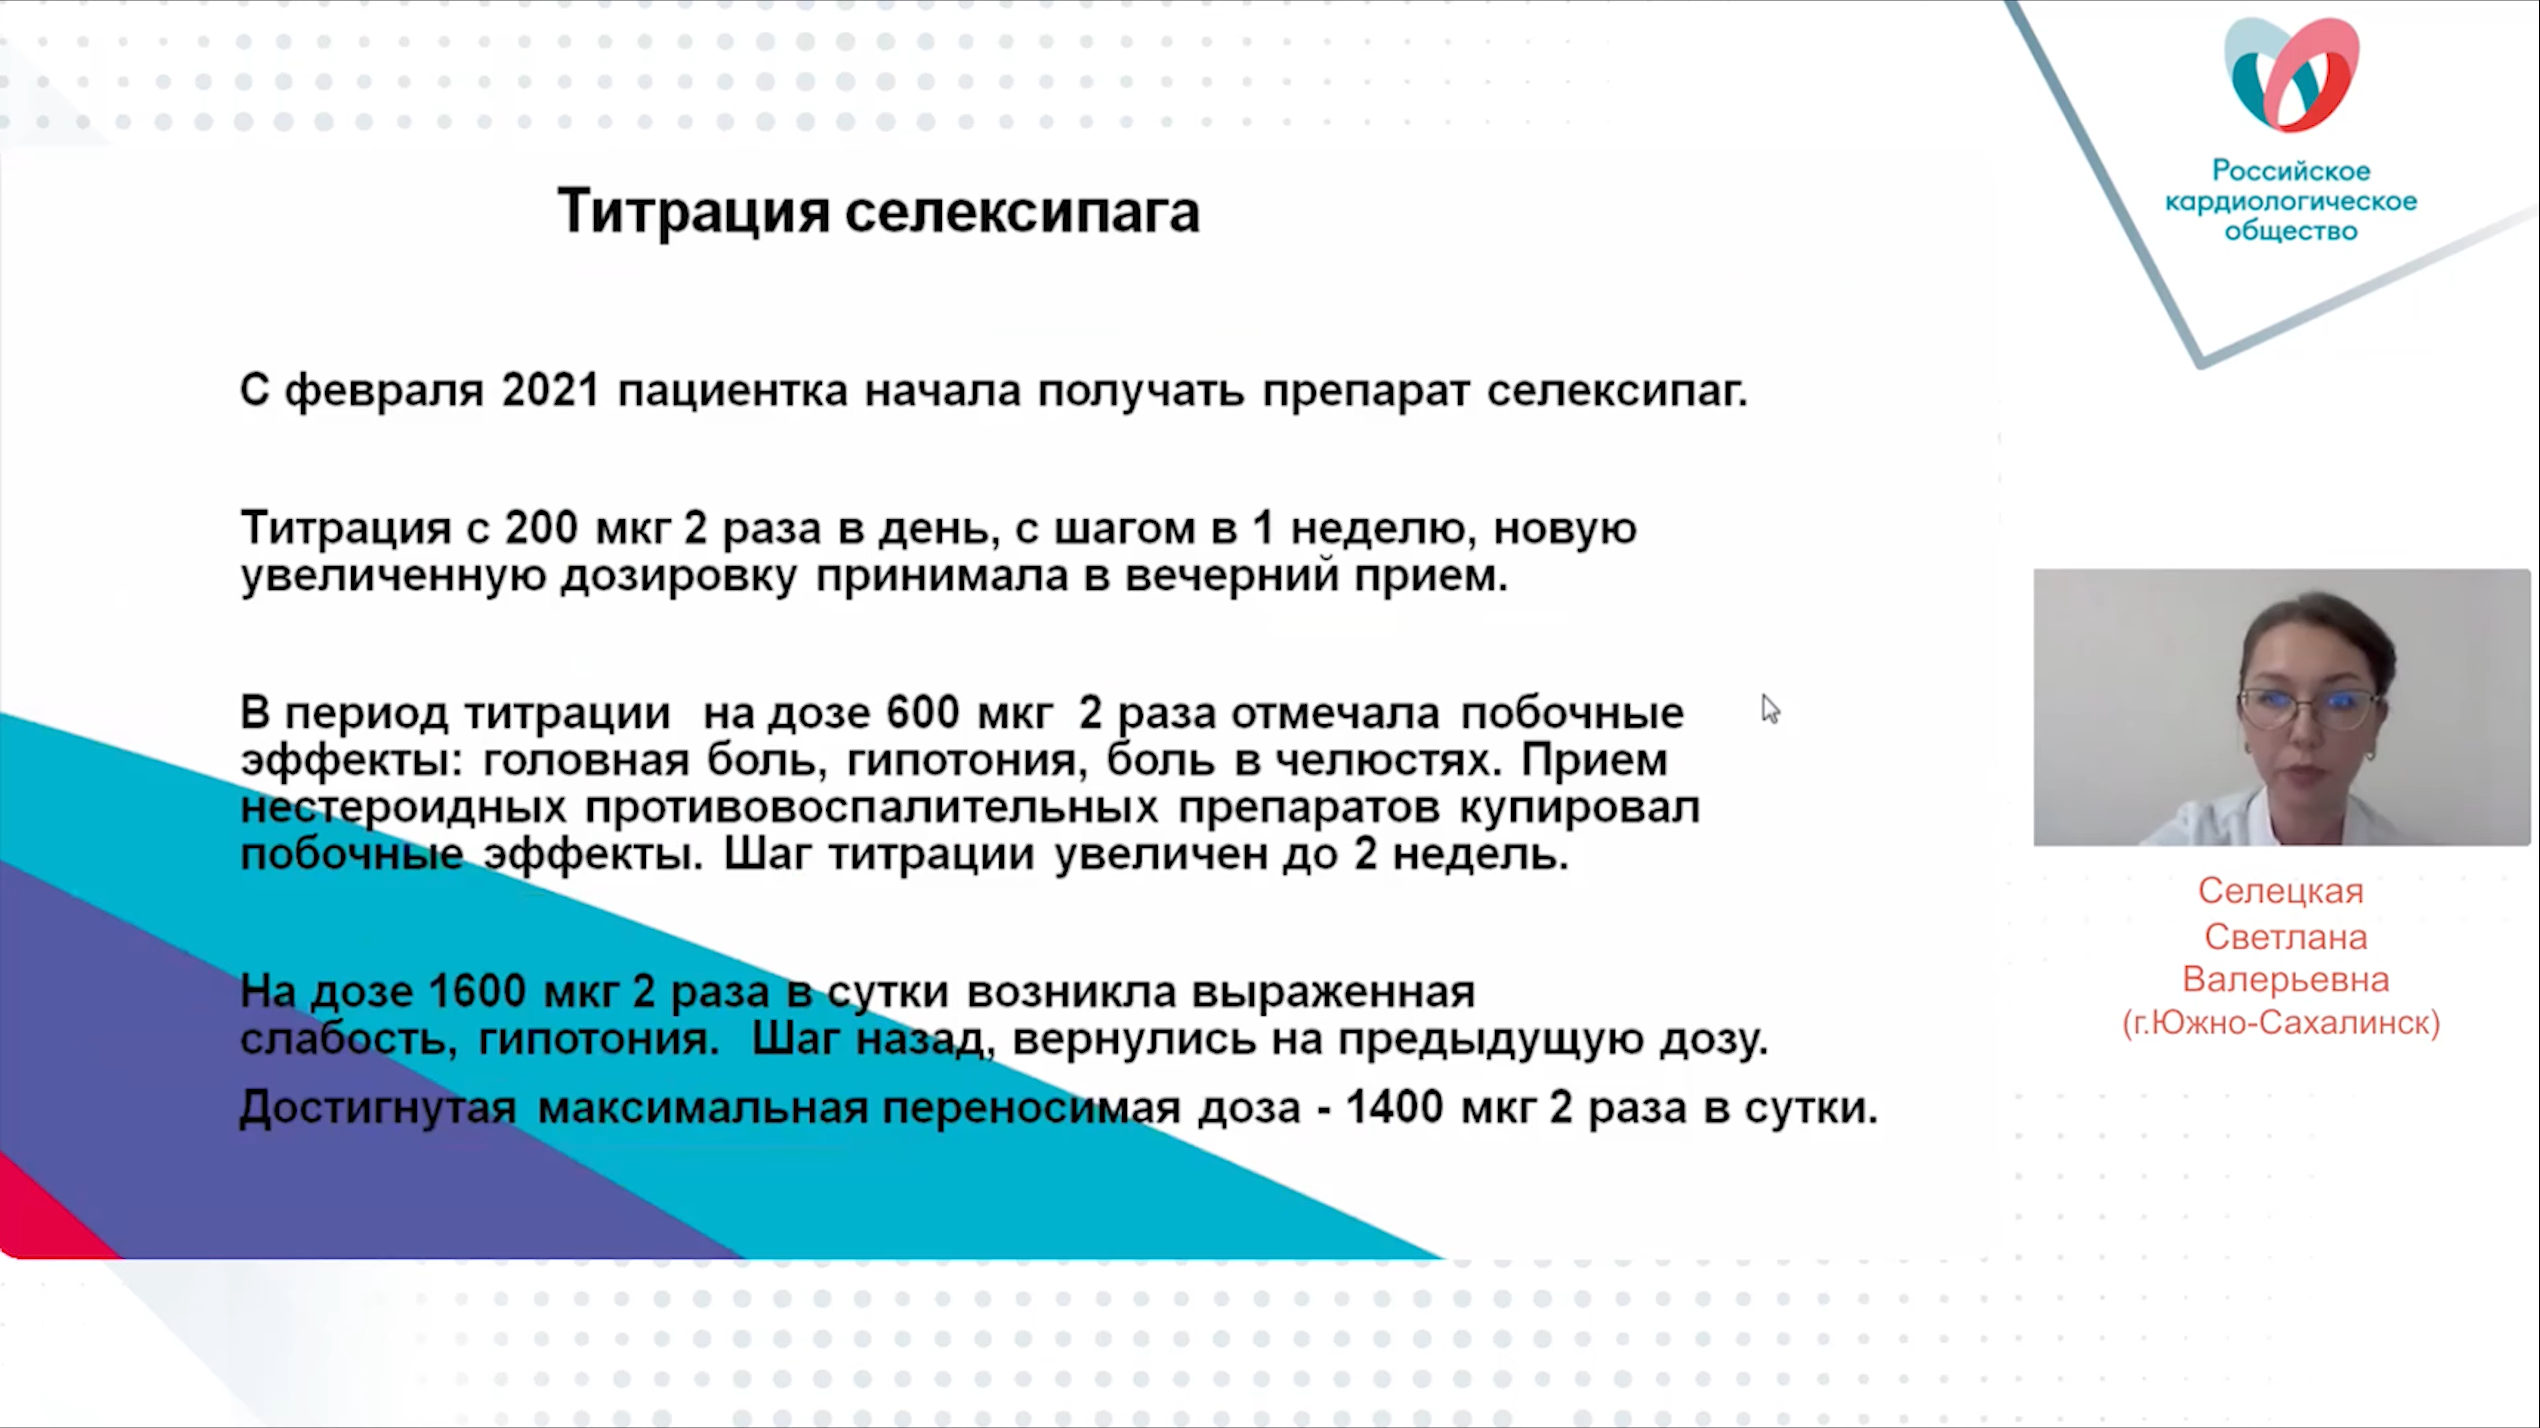 Титрация селексипага
С февраля 2021 пациентка начала получать препарат селексипаг.
Титрация с 200 мкг 2 раза в день, с шагом в 1 неделю, новую
увеличенную дозировку принимала в вечерний прием.
В период титрации на дозе 600 мкг 2 раза отмечала побочные
эффекты: головная боль, гипотония, боль в челюстях. Прием
нестероидных противовоспалительных препаратов купировал
побочные эффекты. Шаг титрации увеличен до 2 недель.
На дозе 1600 мкг 2 раза в сутки возникла выраженная
слабость, гипотония. Шаг назад, вернулись на предыдущую дозу.
Достигнутая максимальная переносимая доза - 1400 мкг 2 раза в сутки.
Российское
кардиологическое
общество
Селецкая
Светлана
Валерьевна
(г.Южно-Сахалинск)